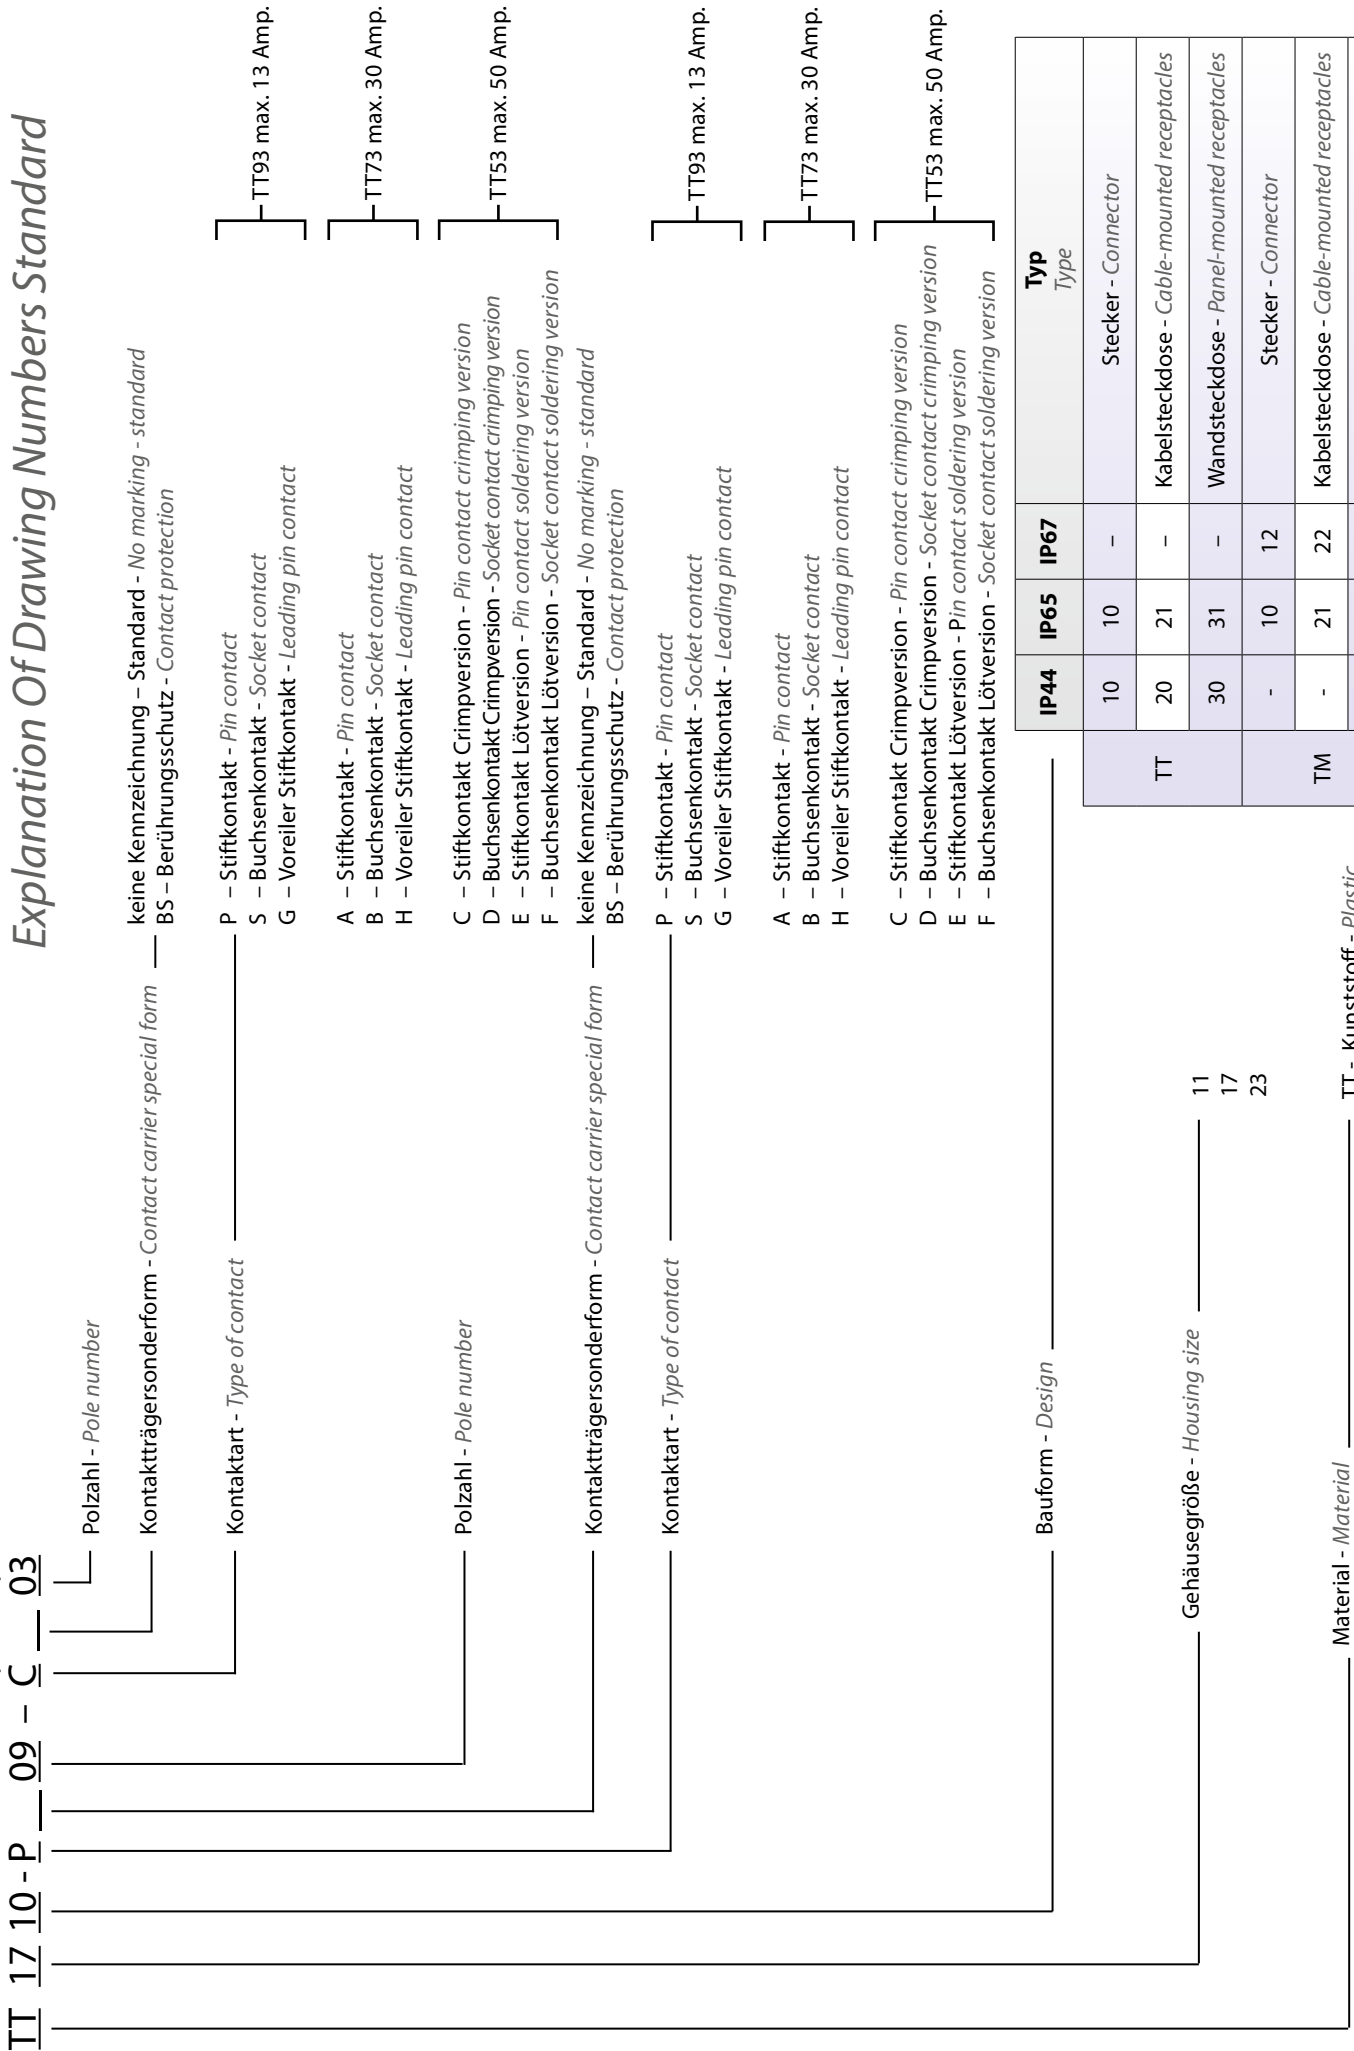 Explanation Of Drawing Numbers Standard
TT 17 10 - P _ 09 – C _ 03
Polzahl - Pole number
Kontaktträgersonderform - Contact carrier special form
keine Kennzeichnung – Standard - No marking - standard
BS – Berührungsschutz - Contact protection
Kontaktart - Type of contact
P – Stiftkontakt - Pin contact
S – Buchsenkontakt - Socket contact
G – Voreiler Stiftkontakt - Leading pin contact
TT93 max. 13 Amp.
A – Stiftkontakt - Pin contact
B – Buchsenkontakt - Socket contact
H – Voreiler Stiftkontakt - Leading pin contact
TT73 max. 30 Amp.
C – Stiftkontakt Crimpversion - Pin contact crimping version
D – Buchsenkontakt Crimpversion - Socket contact crimping version
E – Stiftkontakt Lötversion - Pin contact soldering version
F – Buchsenkontakt Lötversion - Socket contact soldering version
TT53 max. 50 Amp.
Polzahl - Pole number
Kontaktträgersonderform - Contact carrier special form
keine Kennzeichnung – Standard - No marking - standard
BS – Berührungsschutz - Contact protection
Kontaktart - Type of contact
P – Stiftkontakt - Pin contact
S – Buchsenkontakt - Socket contact
G – Voreiler Stiftkontakt - Leading pin contact
TT93 max. 13 Amp.
A – Stiftkontakt - Pin contact
B – Buchsenkontakt - Socket contact
H – Voreiler Stiftkontakt - Leading pin contact
TT73 max. 30 Amp.
C – Stiftkontakt Crimpversion - Pin contact crimping version
D – Buchsenkontakt Crimpversion - Socket contact crimping version
E – Stiftkontakt Lötversion - Pin contact soldering version
F – Buchsenkontakt Lötversion - Socket contact soldering version
TT53 max. 50 Amp.
Bauform - Design
IP44 IP65 IP67 Typ
Type
TT
10 10 – Stecker - Connector
20 21 – Kabelsteckdose - Cable-mounted receptacles
30 31 – Wandsteckdose - Panel-mounted receptacles
TM
- 10 12 Stecker - Connector
- 21 22 Kabelsteckdose - Cable-mounted receptacles
Gehäusegröße - Housing size
11
17
23
Material - Material
TT - Kunststoff - Plastic